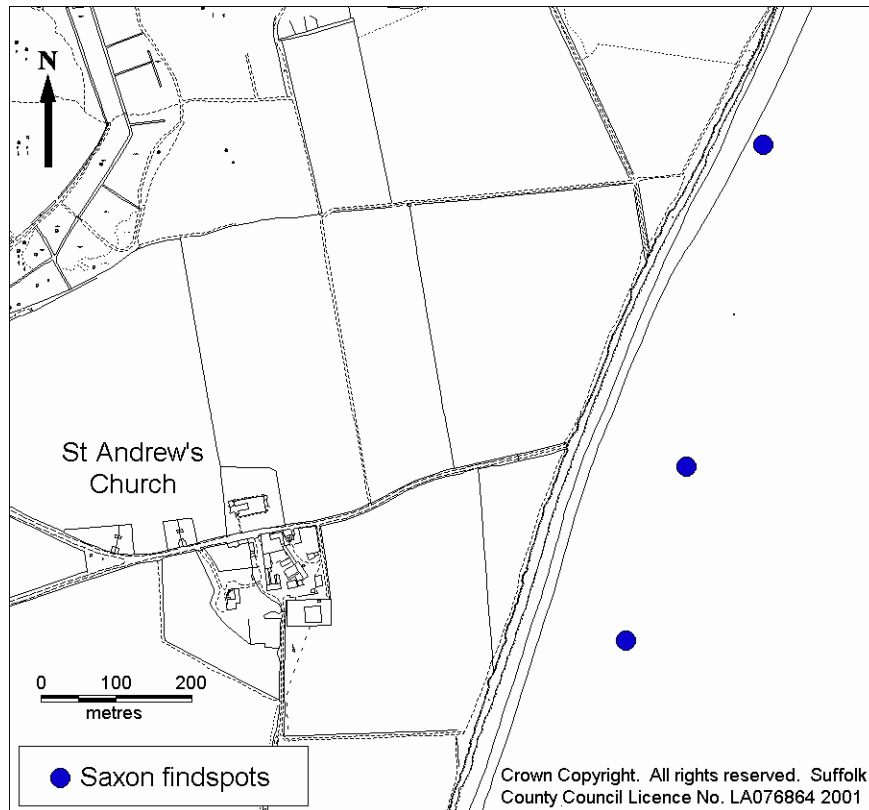 N
St Andrew's
Church
0 100 200
metres
Saxon findspots
Crown Copyright. All rights reserved. Suffolk
County Council Licence No. LA076864 2001